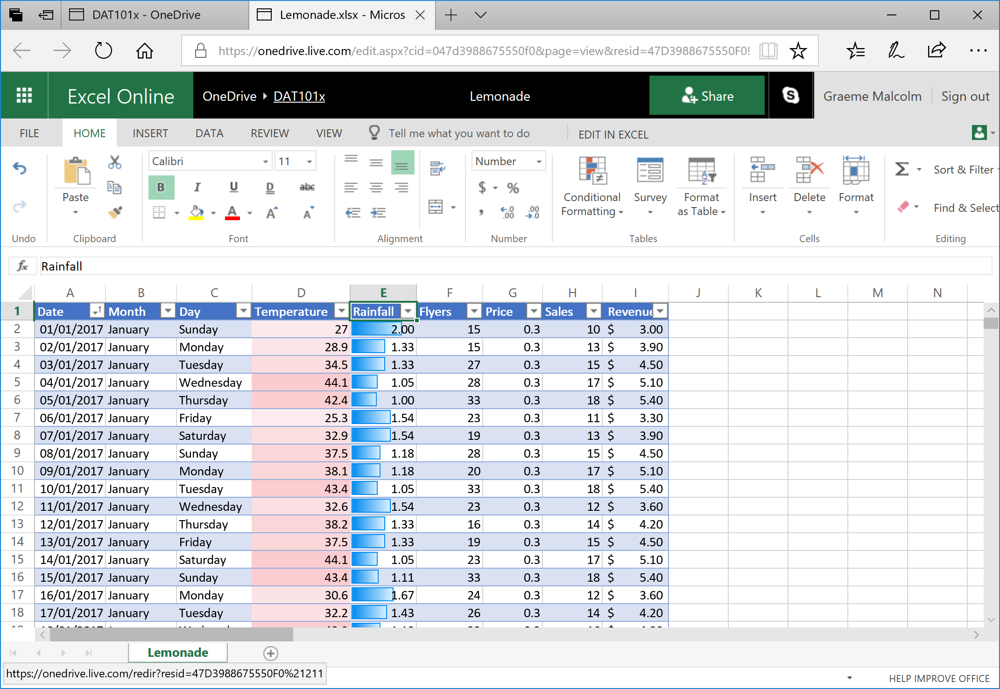 DAT101x - OneDrive
Lemonade.xlsx - Micros
https://onedrive.live.com/edit.aspx?cid=047d3988675550f0&page=view&resid=47D3988675550F0!
Excel Online
OneDrive ▸ DAT101x
Lemonade
Share
Graeme Malcolm
Sign out
FILE HOME INSERT DATA REVIEW VIEW Tell me what you want to do EDIT IN EXCEL
Calibri 11 Number
B I U D abc
$ %
Paste
Conditional Formatting
Survey
Format as Table
Insert Delete Format
Sort & Filter
Find & Select
Undo Clipboard Font Alignment Number Tables Cells Editing
fx Rainfall
A B C D E F G H I J K L M N
1 Date Month Day Temperature Rainfall Flyers Price Sales Revenue
2 01/01/2017 January Sunday 27 2.00 15 0.3 10 $ 3.00
3 02/01/2017 January Monday 28.9 1.33 15 0.3 13 $ 3.90
4 03/01/2017 January Tuesday 34.5 1.33 27 0.3 15 $ 4.50
5 04/01/2017 January Wednesday 44.1 1.05 28 0.3 17 $ 5.10
6 05/01/2017 January Thursday 42.4 1.00 33 0.3 18 $ 5.40
7 06/01/2017 January Friday 25.3 1.54 23 0.3 11 $ 3.30
8 07/01/2017 January Saturday 32.9 1.54 19 0.3 13 $ 3.90
9 08/01/2017 January Sunday 37.5 1.18 28 0.3 15 $ 4.50
10 09/01/2017 January Monday 38.1 1.18 20 0.3 17 $ 5.10
11 10/01/2017 January Tuesday 43.4 1.05 33 0.3 18 $ 5.40
12 11/01/2017 January Wednesday 32.6 1.54 23 0.3 12 $ 3.60
13 12/01/2017 January Thursday 38.2 1.33 16 0.3 14 $ 4.20
14 13/01/2017 January Friday 37.5 1.33 19 0.3 15 $ 4.50
15 14/01/2017 January Saturday 44.1 1.05 23 0.3 17 $ 5.10
16 15/01/2017 January Sunday 43.4 1.11 33 0.3 18 $ 5.40
17 16/01/2017 January Monday 30.6 1.67 24 0.3 12 $ 3.60
18 17/01/2017 January Tuesday 32.2 1.43 26 0.3 14 $ 4.20
Lemonade
https://onedrive.live.com/redir?resid=47D3988675550F0%21211
HELP IMPROVE OFFICE